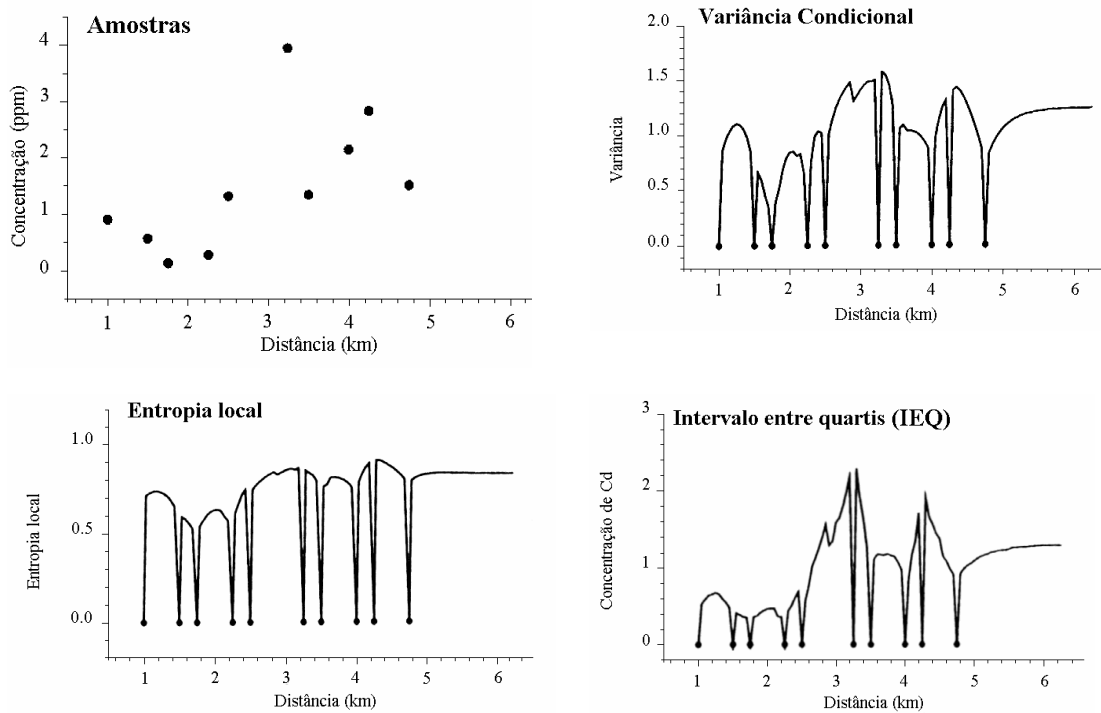 Amostras
4
3
2
1
0
Concentração (ppm)
1 2 3 4 5 6
Distância (km)
Variância Condicional
2.0
1.5
1.0
0.5
0.0
Variância
1 2 3 4 5 6
Distância (km)
Entropia local
1.0
0.5
0.0
Entropia local
1 2 3 4 5 6
Distância (km)
Intervalo entre quartis (IEQ)
3
2
1
0
Concentração de Cd
1 2 3 4 5 6
Distância (km)